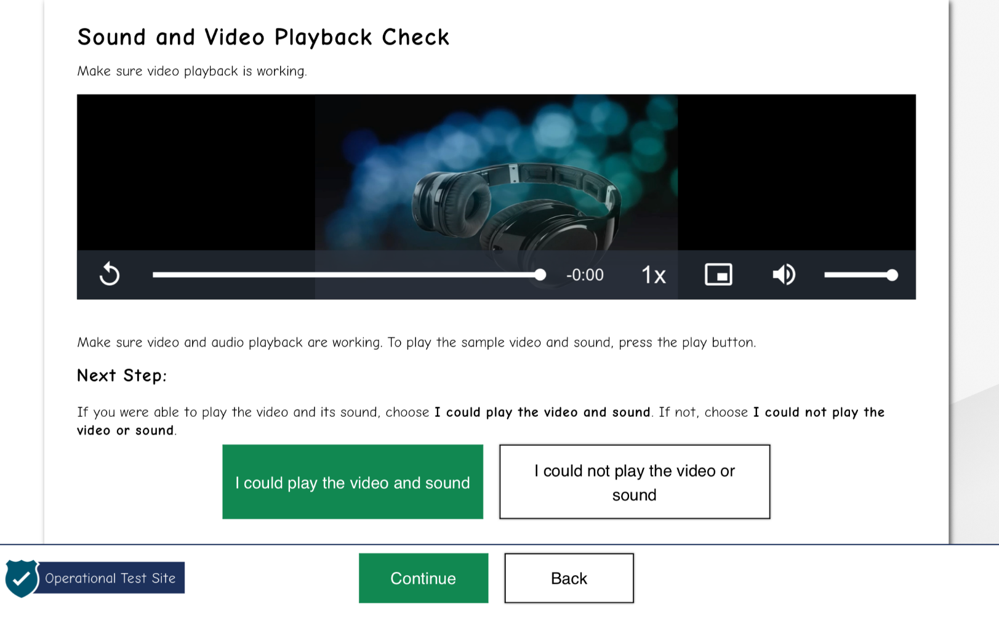 Sound and Video Playback Check
Make sure video playback is working.
-0:00 1x
Make sure video and audio playback are working. To play the sample video and sound, press the play button.
Next Step:
If you were able to play the video and its sound, choose I could play the video and sound. If not, choose I could not play the
video or sound.
I could play the video and sound
I could not play the video or
sound
Operational Test Site
Continue
Back